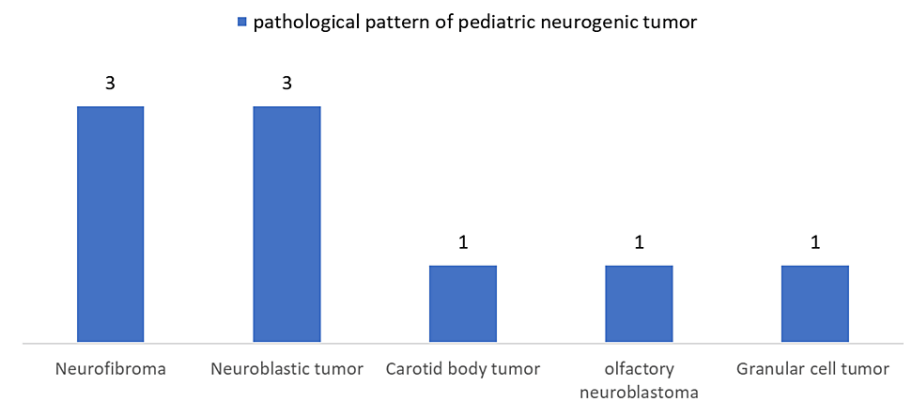 pathological pattern of pediatric neurogenic tumor
3
3
1
1
1
Neurofibroma
Neuroblastic tumor
Carotid body tumor
olfactory
neuroblastoma
Granular cell tumor